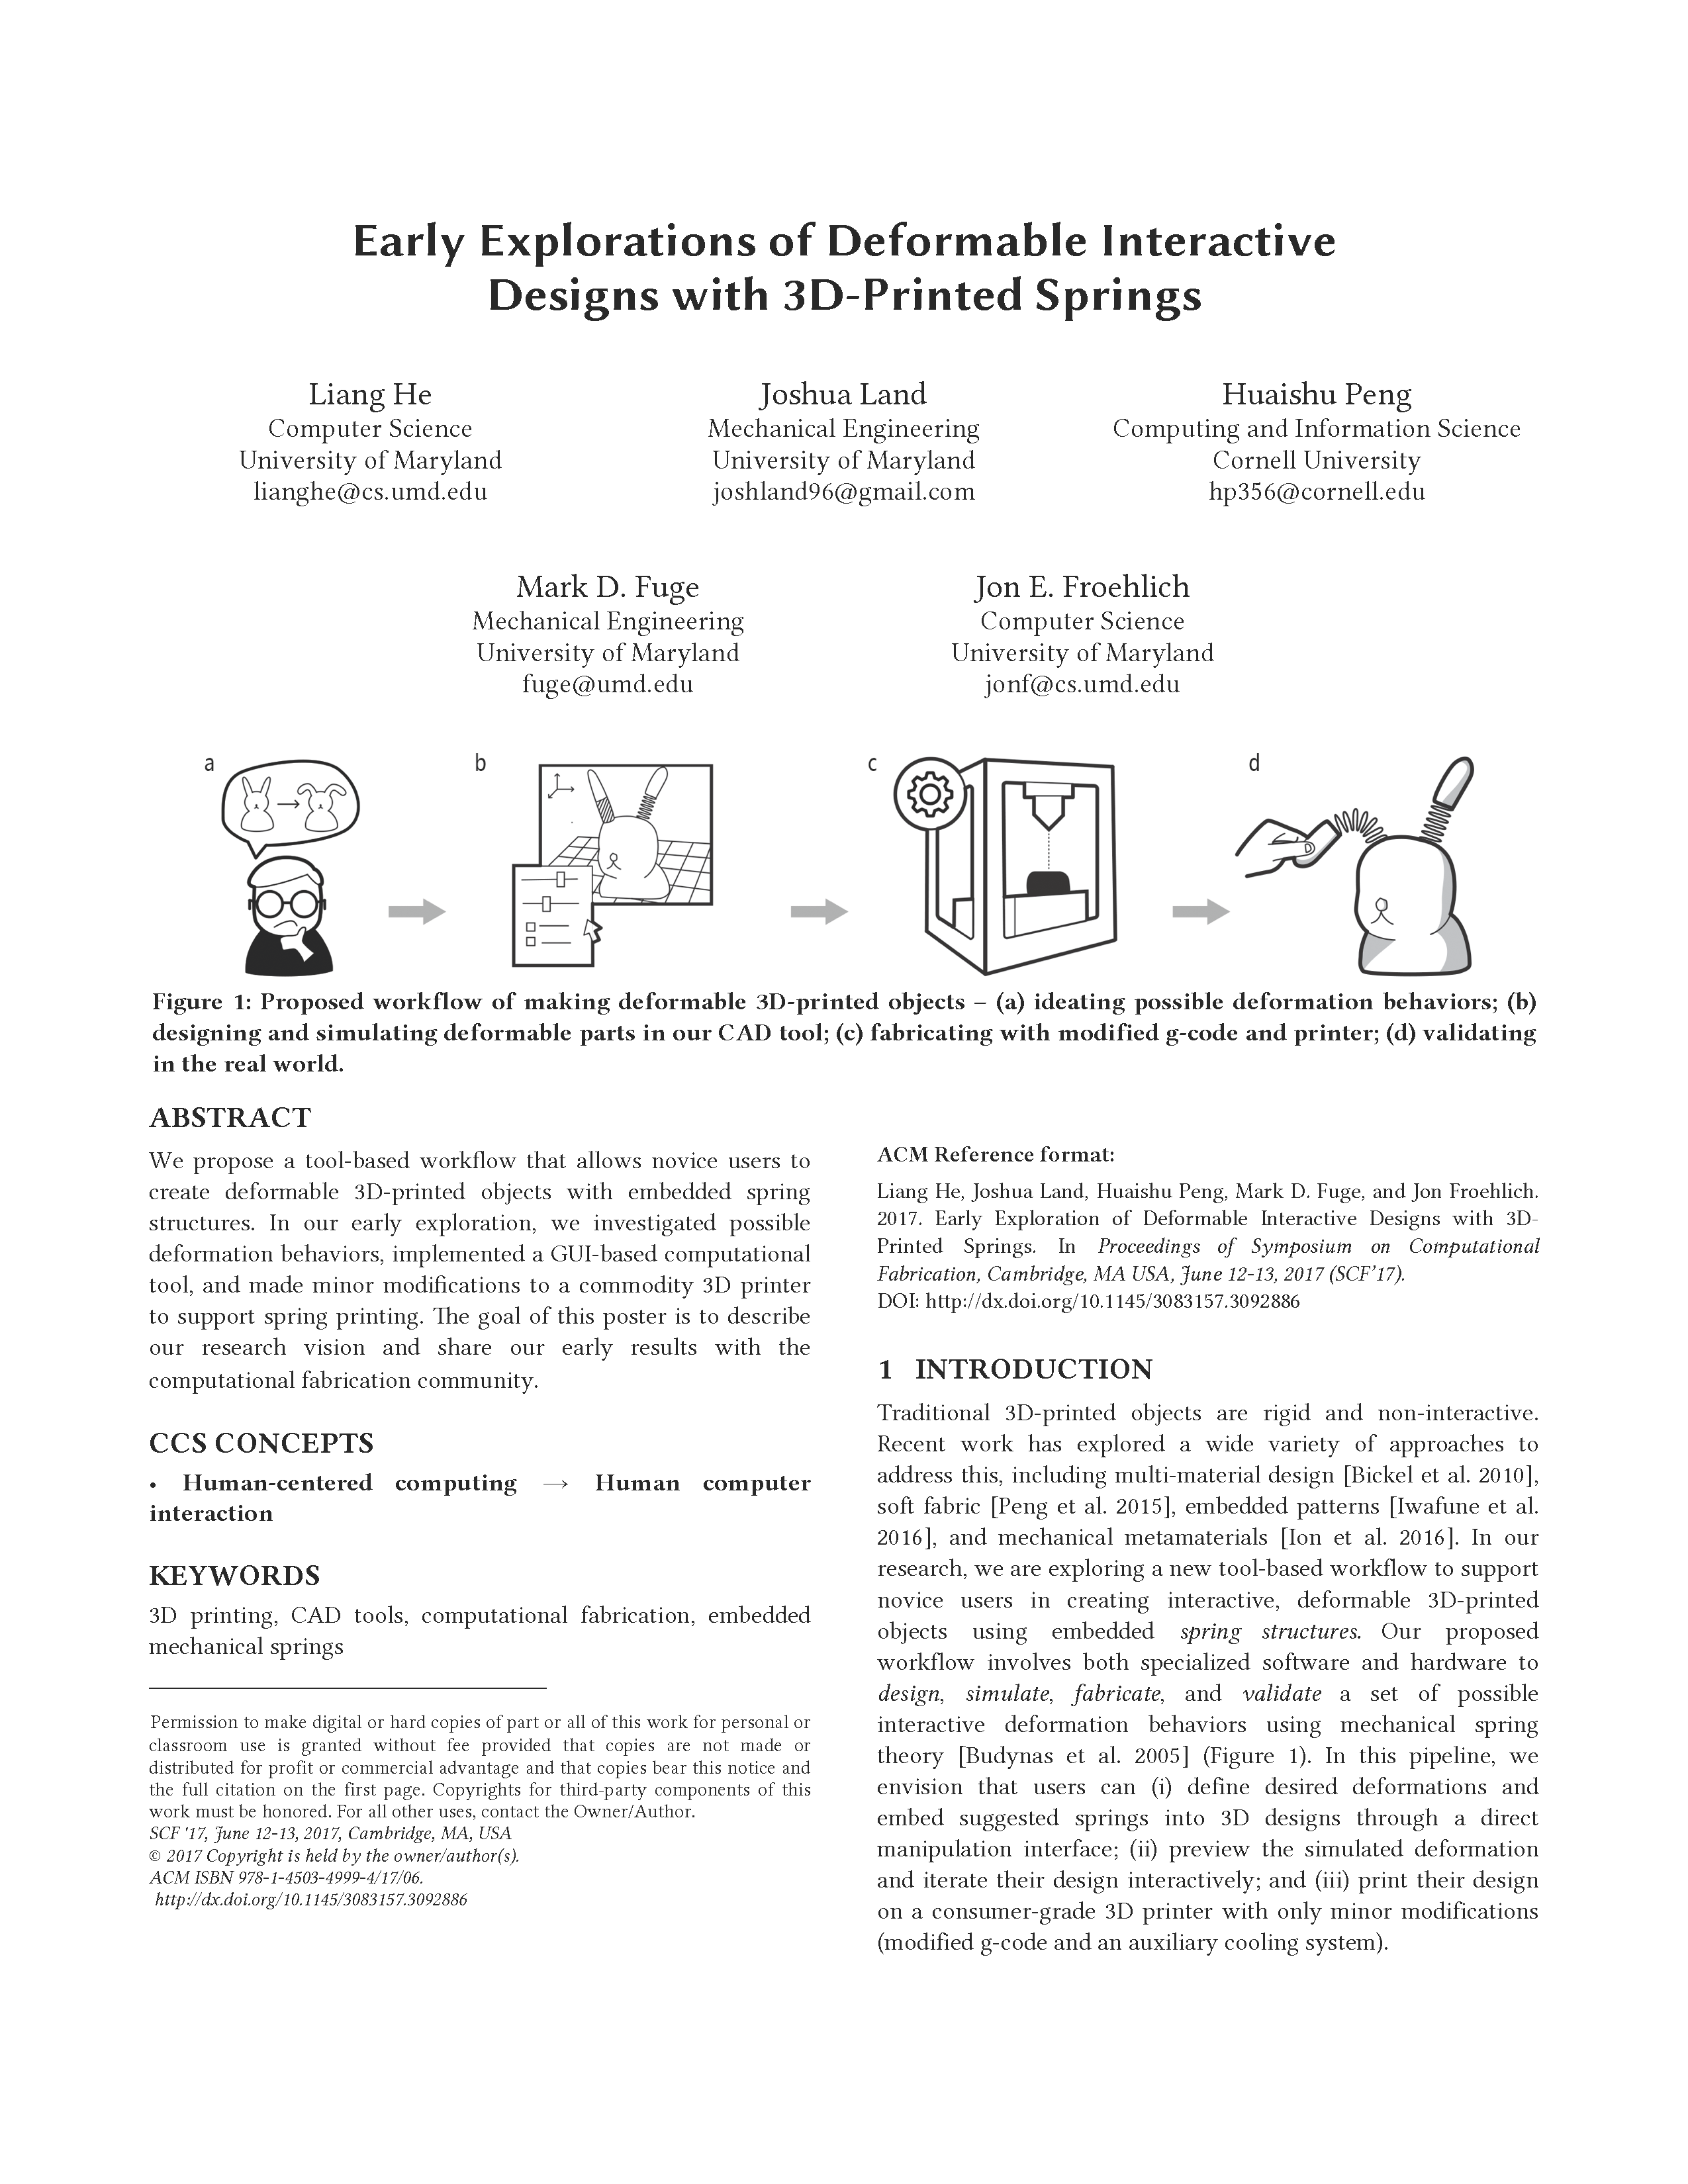 Early Explorations of Deformable Interactive
Designs with 3D-Printed Springs
Liang He
Computer Science
University of Maryland
lianghe@cs.umd.edu
Joshua Land
Mechanical Engineering
University of Maryland
joshland96@gmail.com
Huaishu Peng
Computing and Information Science
Cornell University
hp356@cornell.edu
Mark D. Fuge
Mechanical Engineering
University of Maryland
fuge@umd.edu
Jon E. Froehlich
Computer Science
University of Maryland
jonf@cs.umd.edu
a
b
c
d
Figure 1: Proposed workflow of making deformable 3D-printed objects – (a) ideating possible deformation behaviors; (b)
designing and simulating deformable parts in our CAD tool; (c) fabricating with modified g-code and printer; (d) validating
in the real world.
ABSTRACT
We propose a tool-based workflow that allows novice users to
create deformable 3D-printed objects with embedded spring
structures. In our early exploration, we investigated possible
deformation behaviors, implemented a GUI-based computational
tool, and made minor modifications to a commodity 3D printer
to support spring printing. The goal of this poster is to describe
our research vision and share our early results with the
computational fabrication community.
CCS CONCEPTS
• Human-centered computing → Human computer
interaction
KEYWORDS
3D printing, CAD tools, computational fabrication, embedded
mechanical springs
Permission to make digital or hard copies of part or all of this work for personal or
classroom use is granted without fee provided that copies are not made or
distributed for profit or commercial advantage and that copies bear this notice and
the full citation on the first page. Copyrights for third-party components of this
work must be honored. For all other uses, contact the Owner/Author.
SCF '17, June 12-13, 2017, Cambridge, MA, USA
© 2017 Copyright is held by the owner/author(s).
ACM ISBN 978-1-4503-4999-4/17/06.
http://dx.doi.org/10.1145/3083157.3092886
ACM Reference format:
Liang He, Joshua Land, Huaishu Peng, Mark D. Fuge, and Jon Froehlich.
2017. Early Exploration of Deformable Interactive Designs with 3D-
Printed Springs. In Proceedings of Symposium on Computational
Fabrication, Cambridge, MA USA, June 12-13, 2017 (SCF'17).
DOI: http://dx.doi.org/10.1145/3083157.3092886
1 INTRODUCTION
Traditional 3D-printed objects are rigid and non-interactive.
Recent work has explored a wide variety of approaches to
address this, including multi-material design [Bickel et al. 2010],
soft fabric [Peng et al. 2015], embedded patterns [Iwafune et al.
2016], and mechanical metamaterials [Ion et al. 2016]. In our
research, we are exploring a new tool-based workflow to support
novice users in creating interactive, deformable 3D-printed
objects using embedded spring structures. Our proposed
workflow involves both specialized software and hardware to
design, simulate, fabricate, and validate a set of possible
interactive deformation behaviors using mechanical spring
theory [Budynas et al. 2005] (Figure 1). In this pipeline, we
envision that users can (i) define desired deformations and
embed suggested springs into 3D designs through a direct
manipulation interface; (ii) preview the simulated deformation
and iterate their design interactively; and (iii) print their design
on a consumer-grade 3D printer with only minor modifications
(modified g-code and an auxiliary cooling system).